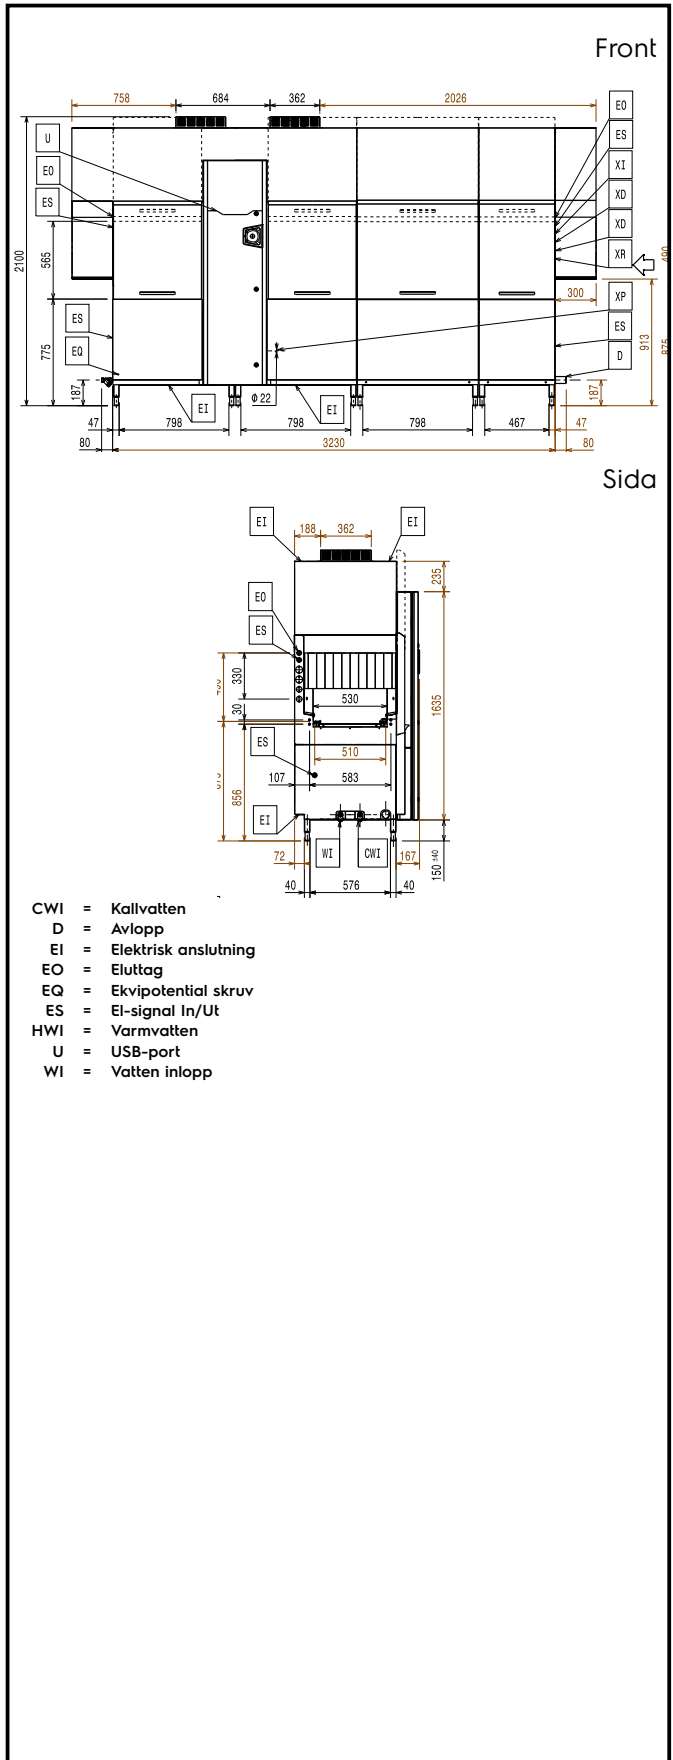 Front
758 684 362 2026
U
EO
ES
EO
ES
XI
XD
XD
XR
XP
ES
D
2100
565
775
187
ES
EQ
EI
Φ 22
EI
300
490
913
875
187
47 798 798 798 467 47
80 3230 80
Sida
EI
188 362
EI
235
EO
ES
330
30
530
1635
ES
510
107 583
856
EI
WI
CWI
72
167
150 ±40
40 576 40
CWI = Kallvatten
D = Avlopp
EI = Elektrisk anslutning
EO = Eluttag
EQ = Ekvipotential skruv
ES = El-signal In/Ut
HWI = Varmvatten
U = USB-port
WI = Vatten inlopp